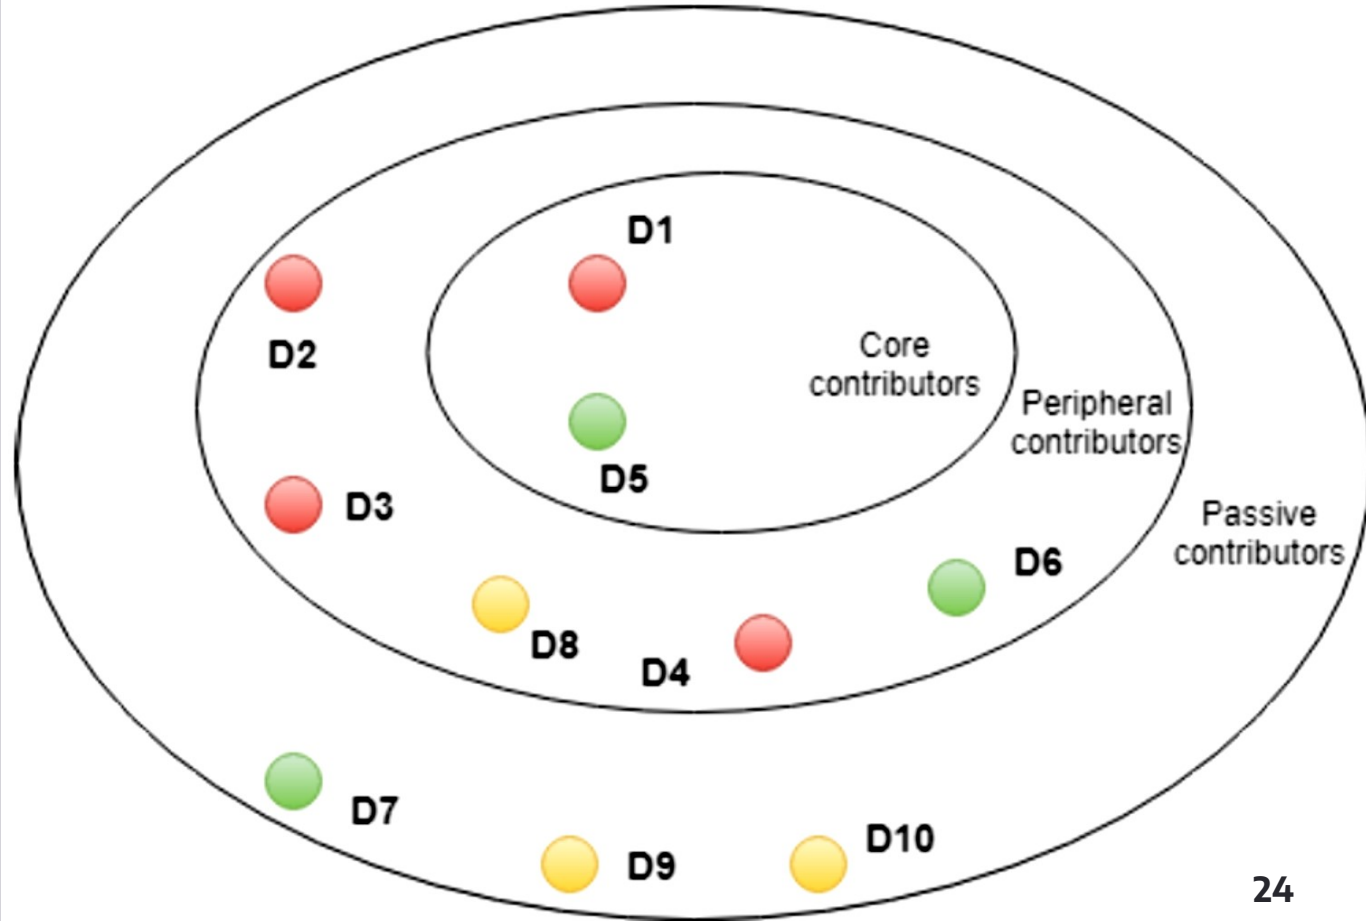 D1
D2
Core
contributors
Peripheral
contributors
D5
D3
Passive
contributors
D6
D8
D4
D7
D9
D10
24